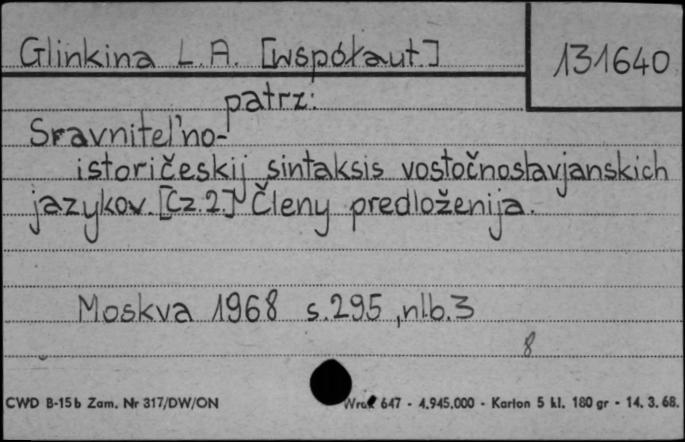 Glinkina L.A. [współaut.] 131640
patrz:
Sravnitel'no-
istoričeskij sintaksis vostočnosłavjanskich
jazykov. [Cz. 2.] Členy predloženija.
Moskva 1968 s. 295, nlb. 3
8
CWD B-15b Zam. Nr 317/DW/ON 647 - 4.945.000 - Karton 5 kl. 180 gr - 14. 3. 68.